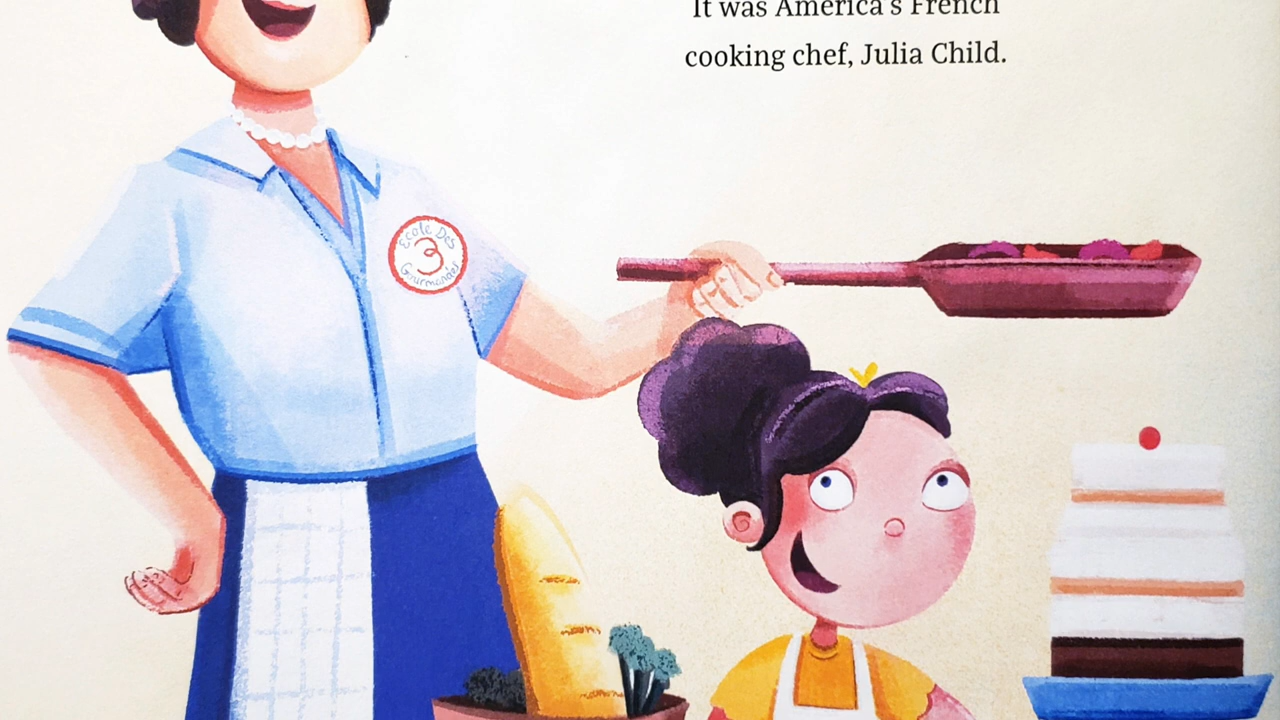 It was America's French
cooking chef, Julia Child.
Ecole Des
3
Gourmandes